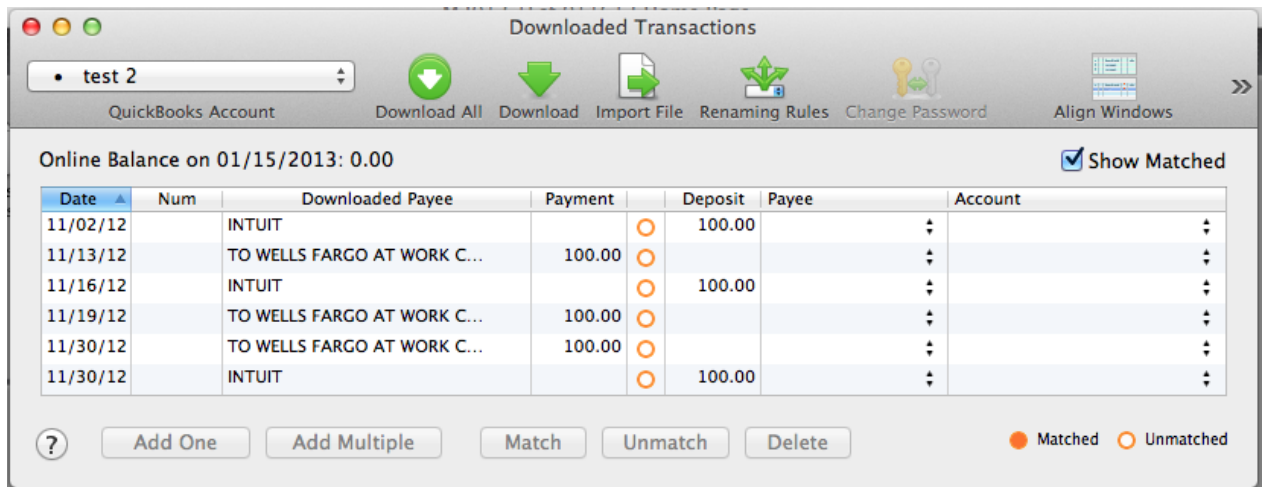 Downloaded Transactions
test 2
QuickBooks Account Download All Download Import File Renaming Rules Change Password Align Windows
Online Balance on 01/15/2013: 0.00 Show Matched
Date Num Downloaded Payee Payment Deposit Payee Account
11/02/12 INTUIT 100.00
11/13/12 TO WELLS FARGO AT WORK C... 100.00
11/16/12 INTUIT 100.00
11/19/12 TO WELLS FARGO AT WORK C... 100.00
11/30/12 TO WELLS FARGO AT WORK C... 100.00
11/30/12 INTUIT 100.00
? Add One Add Multiple Match Unmatch Delete Matched Unmatched